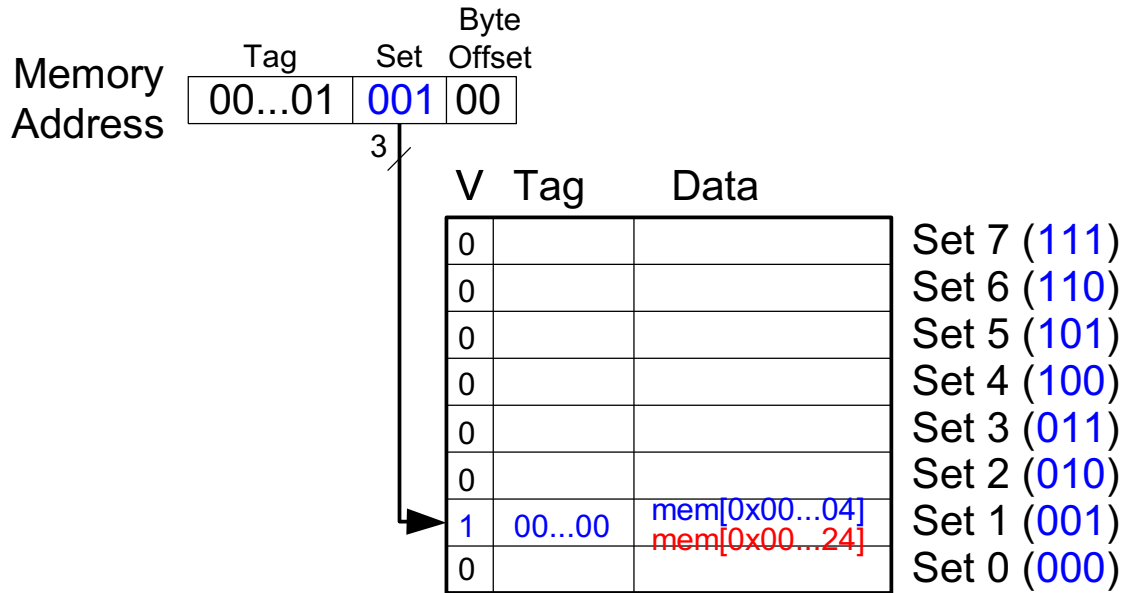 Byte
Tag Set Offset
Memory
Address
00...01 001 00
3
V Tag Data
0 Set 7 (111)
0 Set 6 (110)
0 Set 5 (101)
0 Set 4 (100)
0 Set 3 (011)
0 Set 2 (010)
1 00...00 mem[0x00...04] Set 1 (001)
mem[0x00...24]
0 Set 0 (000)